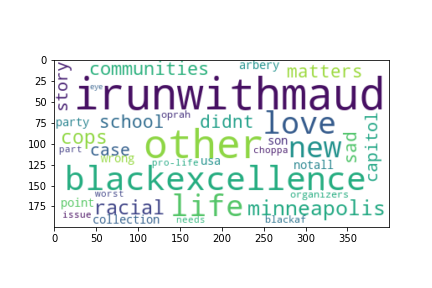 0
25
50
75
100
125
150
175
0 50 100 150 200 250 300 350
story
communities
arbery
matters
eye
irunwithmaud
party
school
oprah
didnt
love
capitol
cops
part
case
wrong
other
son
choppa
new
sad
pro-life
usa
notall
blackexcellence
worst
organizers
point
issue
racial
collection
life
needs
minneapolis
blackaf